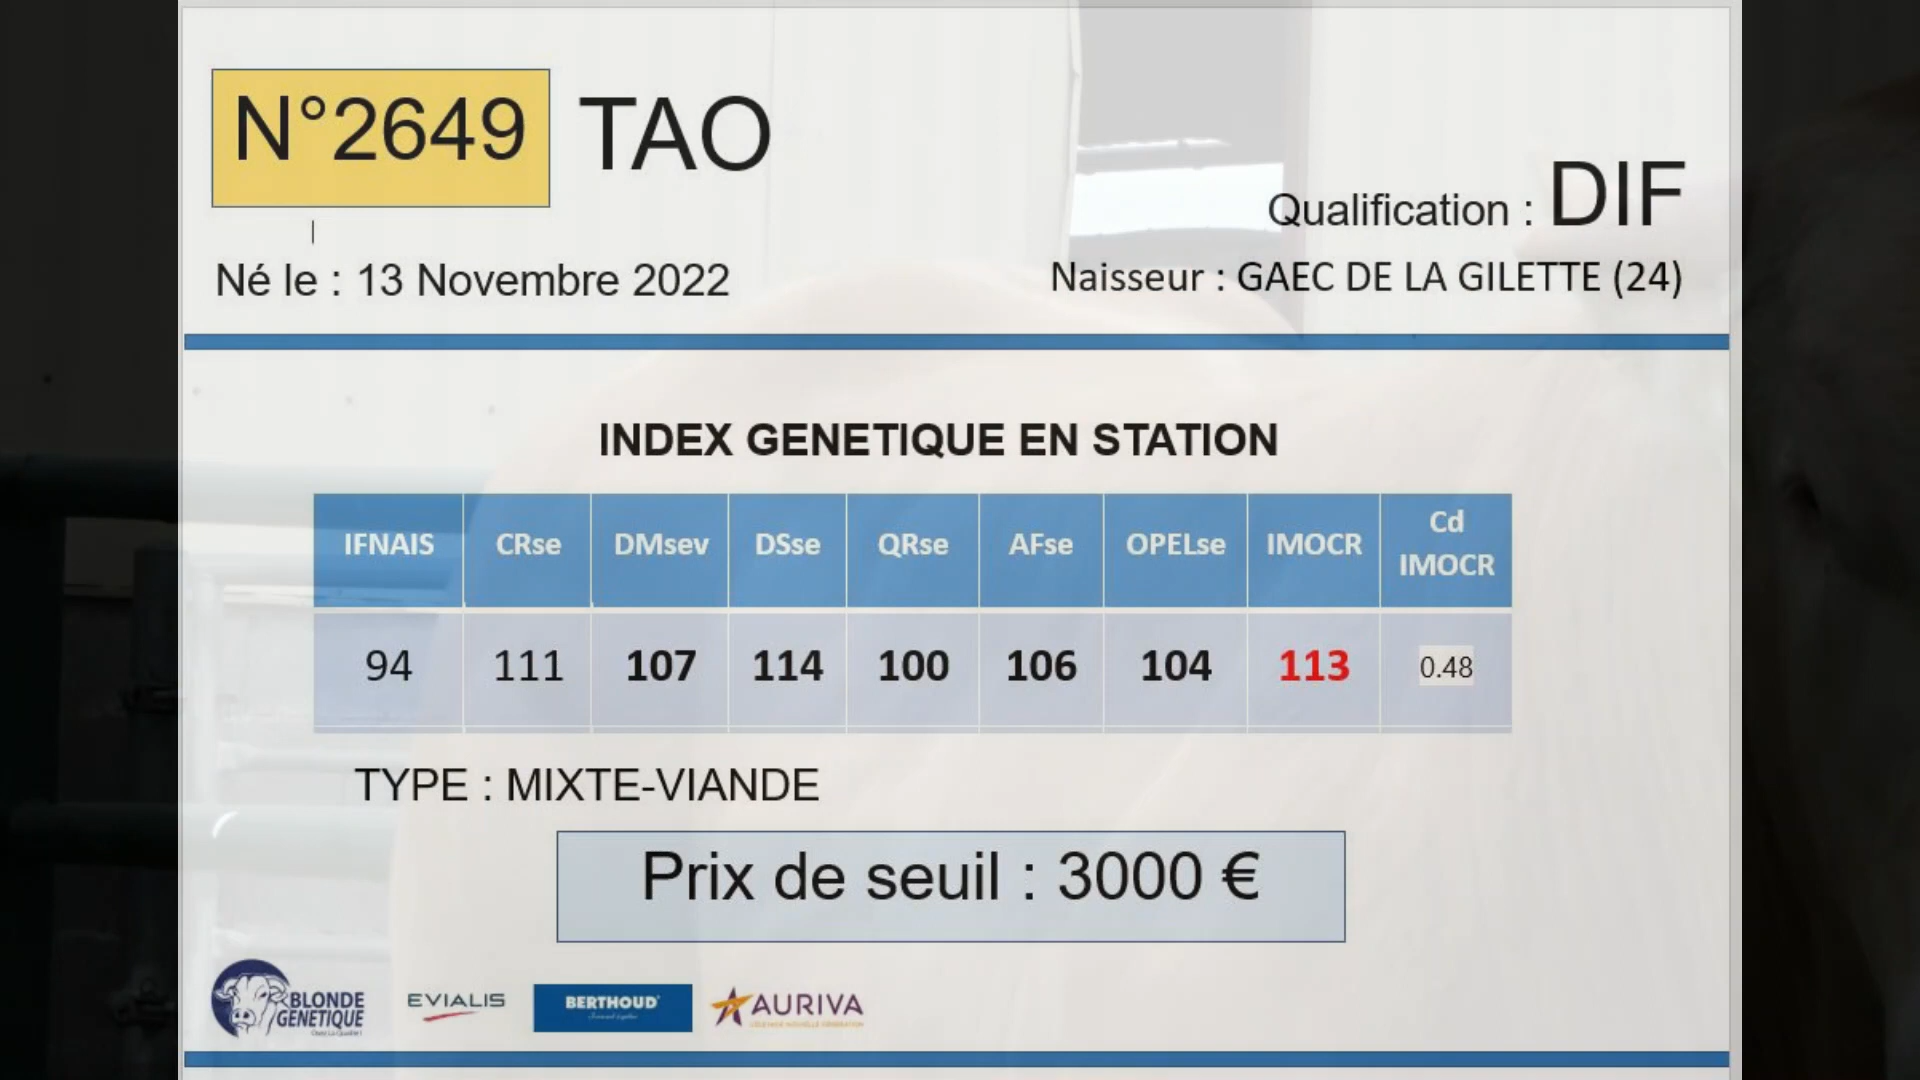 N°2649 TAO
Qualification : DIF
Né le : 13 Novembre 2022
Naisseur : GAEC DE LA GILETTE (24)
INDEX GENETIQUE EN STATION
IFNAIS CRse DMsev DSse QRse AFse OPELse IMOCR Cd IMOCR
94 111 107 114 100 106 104 113 0.48
TYPE : MIXTE-VIANDE
Prix de seuil : 3000 €
BLONDE GENETIQUE
EVIALIS
BERTHOUD
AURIVA